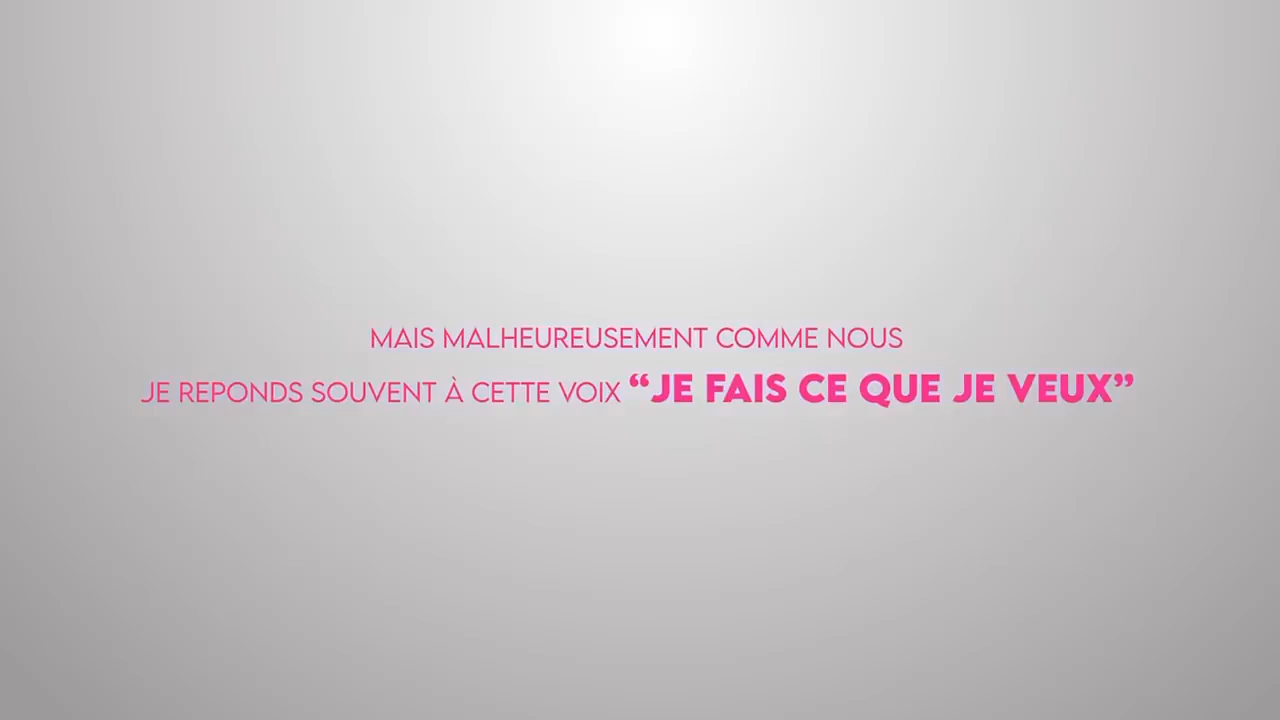 MAIS MALHEUREUSEMENT COMME NOUS
JE REPONDS SOUVENT À CETTE VOIX “JE FAIS CE QUE JE VEUX”